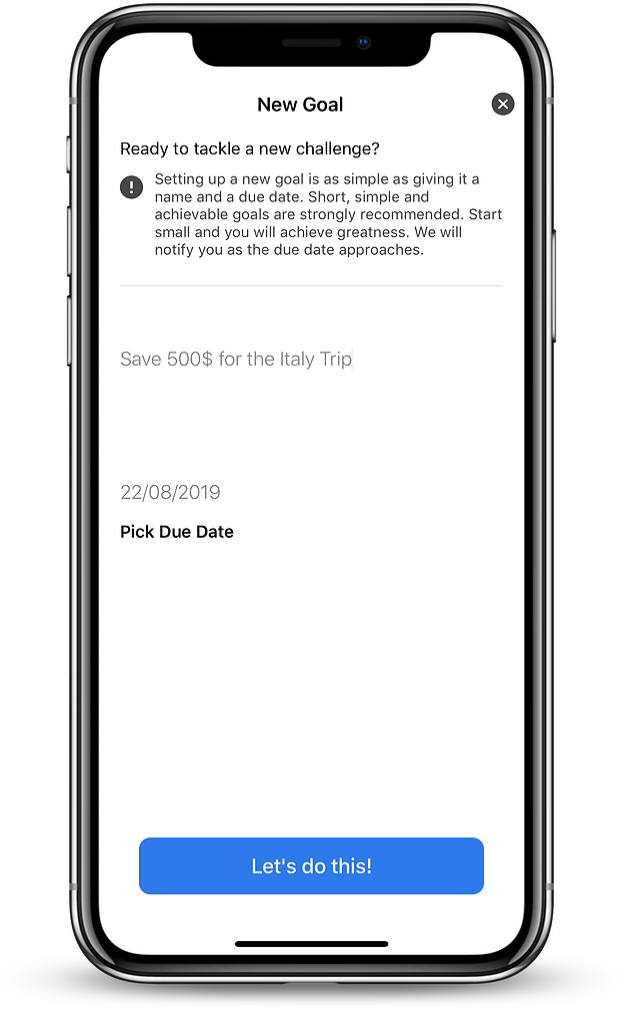 New Goal
Ready to tackle a new challenge?
Setting up a new goal is as simple as giving it a
name and a due date. Short, simple and
achievable goals are strongly recommended. Start
small and you will achieve greatness. We will
notify you as the due date approaches.
Save 500$ for the Italy Trip
22/08/2019
Pick Due Date
Let's do this!